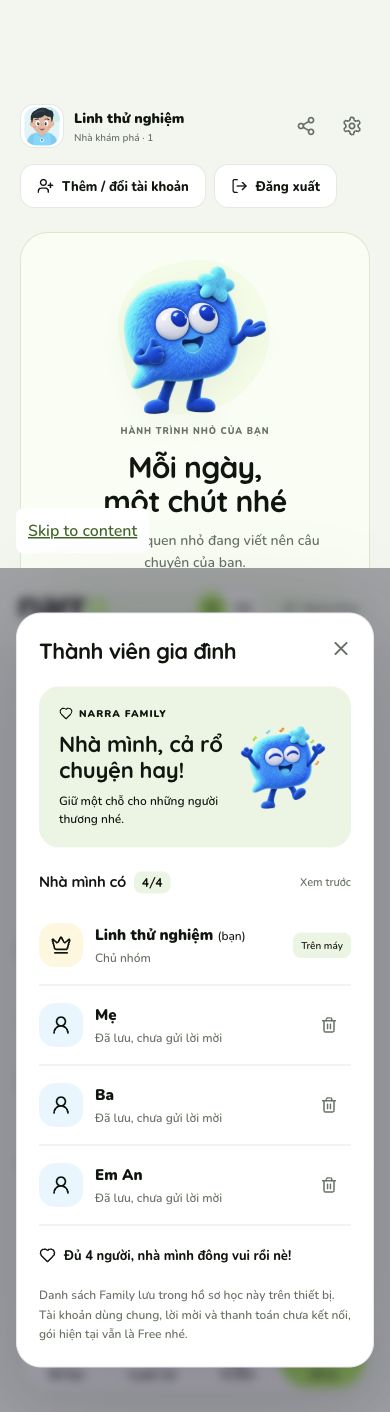 Linh thử nghiệm
Nhà khám phá · 1
Thêm / đổi tài khoản
Đăng xuất
HÀNH TRÌNH NHỎ CỦA BẠN
Mỗi ngày,
một chút nhé
Skip to content
quen nhỏ đang viết nên câu
chuyện của bạn.
Thành viên gia đình
NARRA FAMILY
Nhà mình, cả rổ
chuyện hay!
Giữ một chỗ cho những người
thương nhé.
Nhà mình có 4/4
Xem trước
Linh thử nghiệm (bạn)
Chủ nhóm
Trên máy
Mẹ
Đã lưu, chưa gửi lời mời
Ba
Đã lưu, chưa gửi lời mời
Em An
Đã lưu, chưa gửi lời mời
Đủ 4 người, nhà mình đông vui rồi nè!
Danh sách Family lưu trong hồ sơ học này trên thiết bị.
Tài khoản dùng chung, lời mời và thanh toán chưa kết nối,
gói hiện tại vẫn là Free nhé.